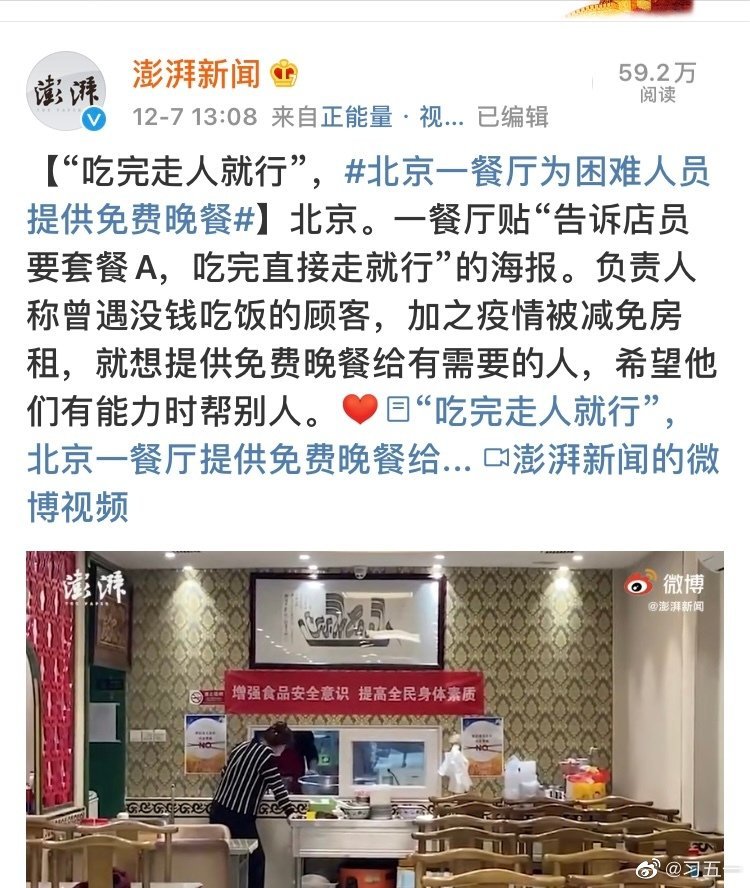 澎湃新闻
59.2万
阅读
12-7 13:08 来自正能量 · 视... 已编辑
澎湃
【“吃完走人就行”，#北京一餐厅为困难人员
提供免费晚餐#】北京。一餐厅贴“告诉店员
要套餐A，吃完直接走就行”的海报。负责人
称曾遇没钱吃饭的顾客，加之疫情被减免房
租，就想提供免费晚餐给有需要的人，希望他
们有能力时帮别人。❤️“吃完走人就行”，
北京一餐厅提供免费晚餐给... 澎湃新闻的微
博视频
澎湃
THE PAPER
微博
@澎湃新闻
增强食品安全意识 提高全民身体素质
NO
NO
@习五一